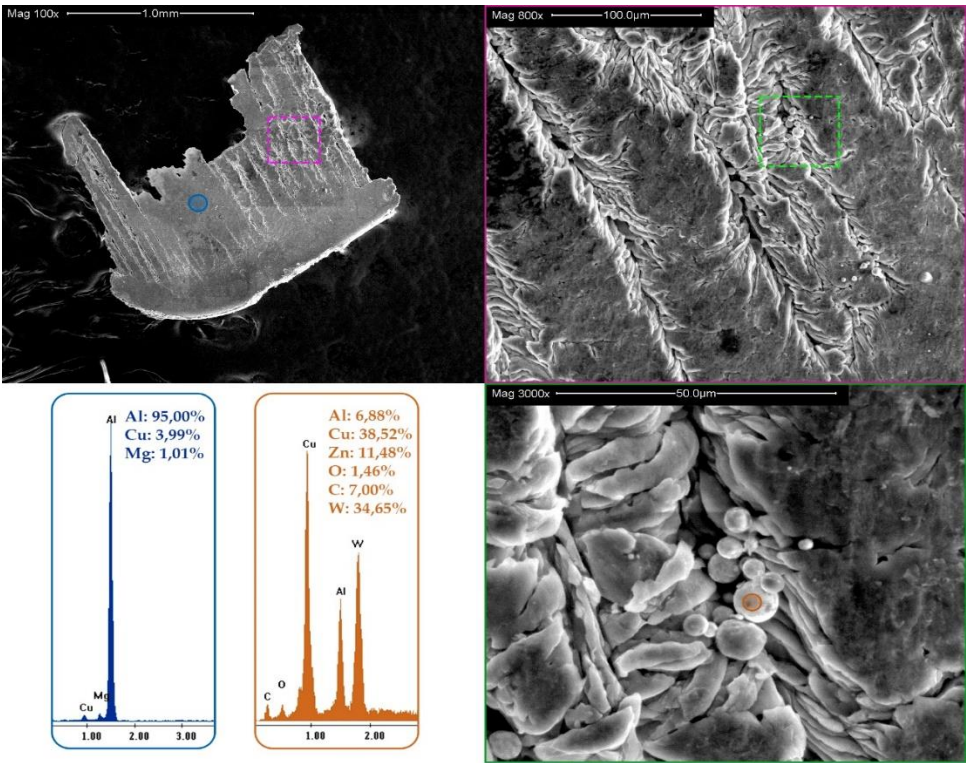 Mag 100x 1.0mm
Mag 800x 100.0µm
Al
Al: 95,00%
Cu: 3,99%
Mg: 1,01%
Cu
Mg
1.00 2.00 3.00
Cu
Al: 6,88%
Cu: 38,52%
Zn: 11,48%
O: 1,46%
C: 7,00%
W: 34,65%
W
Al
C
O
1.00 2.00
Mag 3000x 50.0µm